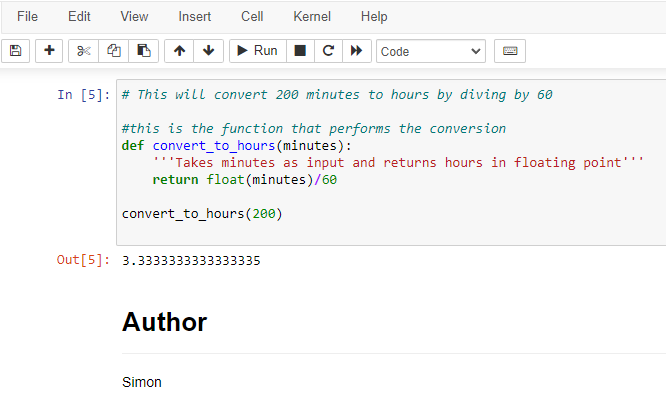 File Edit View Insert Cell Kernel Help
Run Code
In [5]: # This will convert 200 minutes to hours by diving by 60
#this is the function that performs the conversion
def convert_to_hours(minutes):
    '''Takes minutes as input and returns hours in floating point'''
    return float(minutes)/60
convert_to_hours(200)
Out[5]: 3.3333333333333335
Author
Simon